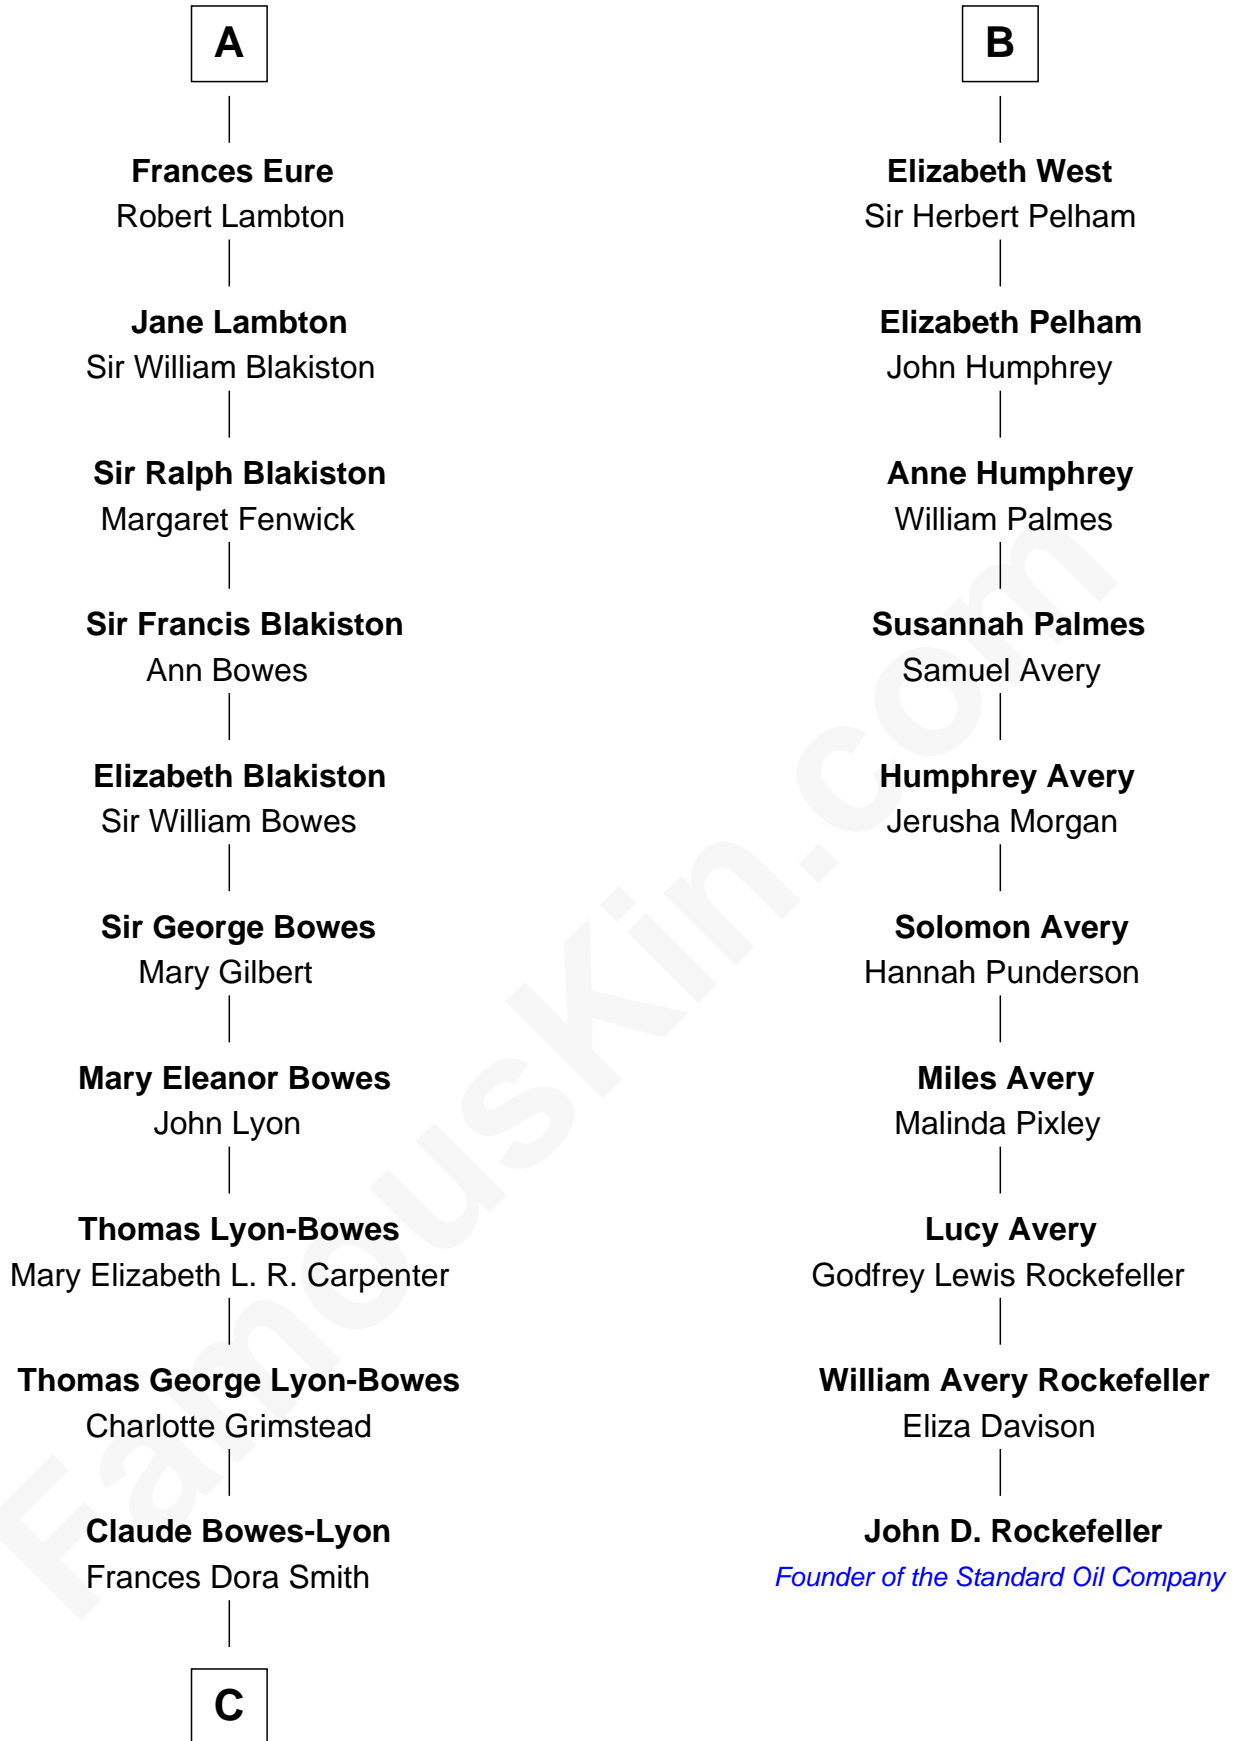 A
Frances Eure
Robert Lambton
Jane Lambton
Sir William Blakiston
Sir Ralph Blakiston
Margaret Fenwick
Sir Francis Blakiston
Ann Bowes
Elizabeth Blakiston
Sir William Bowes
Sir George Bowes
Mary Gilbert
Mary Eleanor Bowes
John Lyon
Thomas Lyon-Bowes
Mary Elizabeth L. R. Carpenter
Thomas George Lyon-Bowes
Charlotte Grimstead
Claude Bowes-Lyon
Frances Dora Smith
C
B
Elizabeth West
Sir Herbert Pelham
Elizabeth Pelham
John Humphrey
Anne Humphrey
William Palmes
Susannah Palmes
Samuel Avery
Humphrey Avery
Jerusha Morgan
Solomon Avery
Hannah Punderson
Miles Avery
Malinda Pixley
Lucy Avery
Godfrey Lewis Rockefeller
William Avery Rockefeller
Eliza Davison
John D. Rockefeller
Founder of the Standard Oil Company
FamousKin.com